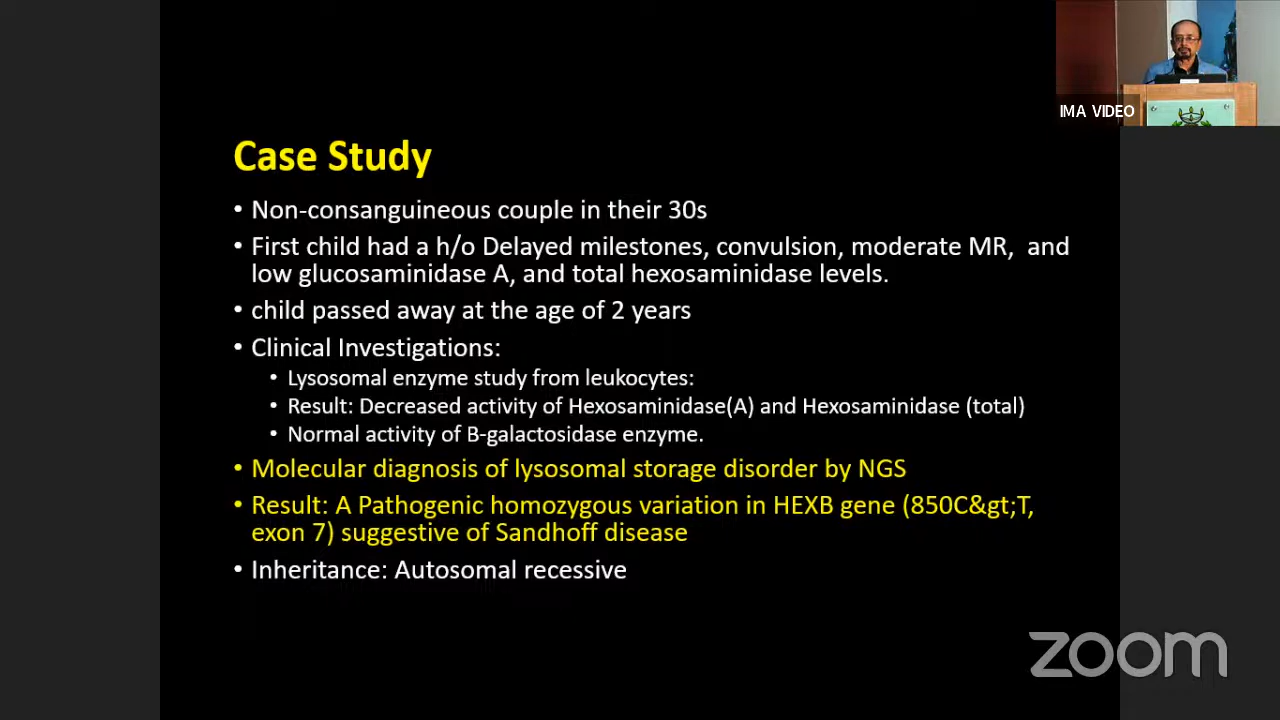 IMA VIDEO
Case Study
• Non-consanguineous couple in their 30s
• First child had a h/o Delayed milestones, convulsion, moderate MR, and
low glucosaminidase A, and total hexosaminidase levels.
• child passed away at the age of 2 years
• Clinical Investigations:
• Lysosomal enzyme study from leukocytes:
• Result: Decreased activity of Hexosaminidase(A) and Hexosaminidase (total)
• Normal activity of B-galactosidase enzyme.
• Molecular diagnosis of lysosomal storage disorder by NGS
• Result: A Pathogenic homozygous variation in HEXB gene (850C&gt;T,
exon 7) suggestive of Sandhoff disease
• Inheritance: Autosomal recessive
zoom